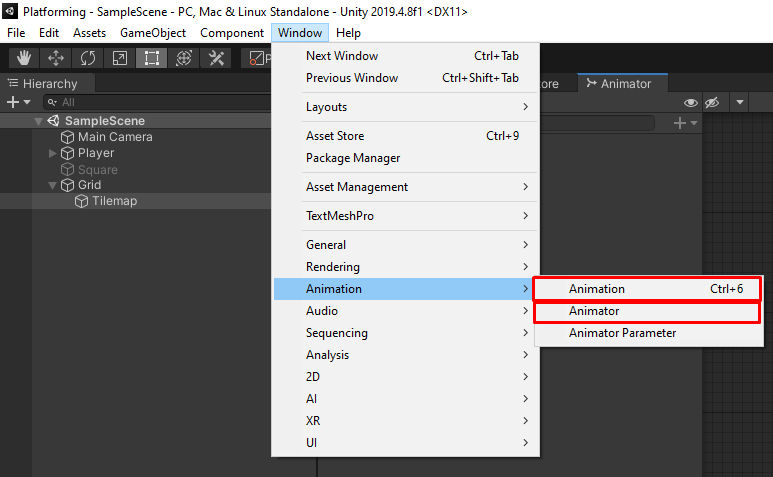 Platforming - SampleScene - PC, Mac & Linux Standalone - Unity 2019.4.8f1 <DX11>
File Edit Assets GameObject Component Window Help
Hierarchy
All
SampleScene
Main Camera
Player
Square
Grid
Tilemap
Next Window Ctrl+Tab
Previous Window Ctrl+Shift+Tab
Layouts
Asset Store Ctrl+9
Package Manager
Asset Management
TextMeshPro
General
Rendering
Animation
Audio
Sequencing
Analysis
2D
AI
XR
UI
Animation Ctrl+6
Animator
Animator Parameter
ore
Animator